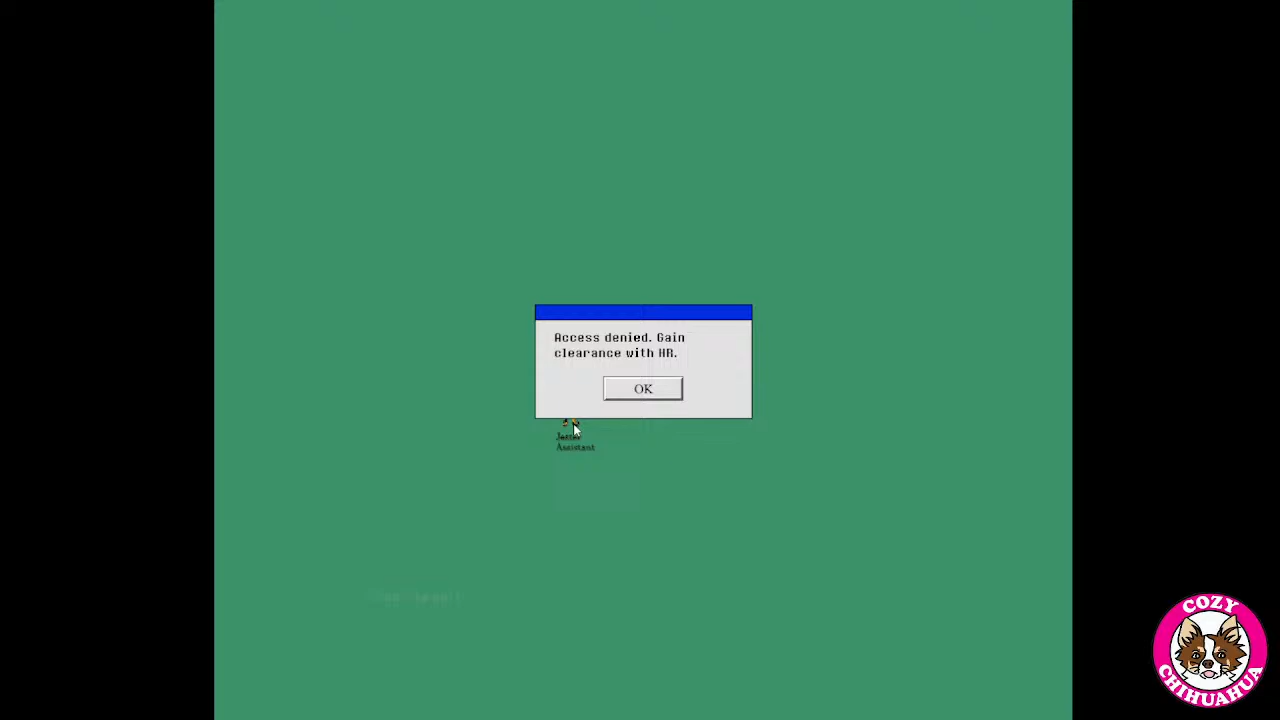 Access denied. Gain
clearance with HR.
OK
Assistant
COZY
CHIHUAHUA